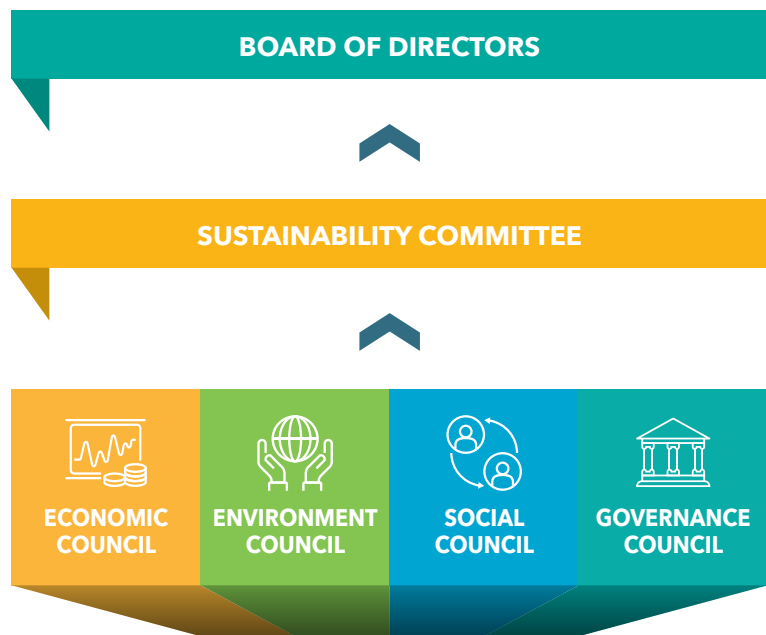 BOARD OF DIRECTORS
SUSTAINABILITY COMMITTEE
ECONOMIC
COUNCIL
ENVIRONMENT
COUNCIL
SOCIAL
COUNCIL
GOVERNANCE
COUNCIL